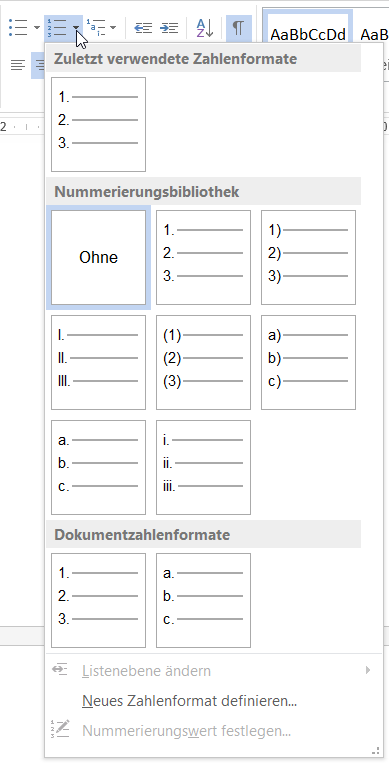 AaBbCcDd
Zuletzt verwendete Zahlenformate
1.
2.
3.
Nummerierungsbibliothek
Ohne
1.
2.
3.
1)
2)
3)
I.
II.
III.
(1)
(2)
(3)
a)
b)
c)
a.
b.
c.
i.
ii.
iii.
Dokumentzahlenformate
1.
2.
3.
a.
b.
c.
Listenebene ändern
Neues Zahlenformat definieren...
Nummerierungswert festlegen...